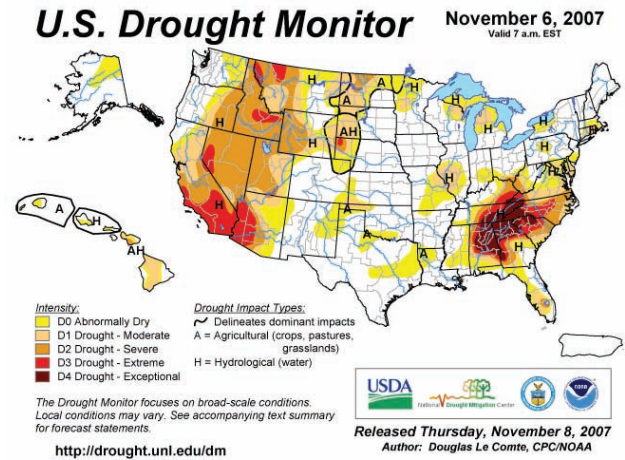 U.S. Drought Monitor
November 6, 2007
Valid 7 a.m. EST
H
A
A
H
H
H
H
H
AH
H
H
H
H
H
A
H
AH
H
A
A
A
H
H
Intensity:
D0 Abnormally Dry
D1 Drought - Moderate
D2 Drought - Severe
D3 Drought - Extreme
D4 Drought - Exceptional
Drought Impact Types:
Delineates dominant impacts
A = Agricultural (crops, pastures,
grasslands)
H = Hydrological (water)
The Drought Monitor focuses on broad-scale conditions.
Local conditions may vary. See accompanying text summary
for forecast statements.
http://drought.unl.edu/dm
USDA
National Drought Mitigation Center
Released Thursday, November 8, 2007
Author: Douglas Le Comte, CPC/NOAA